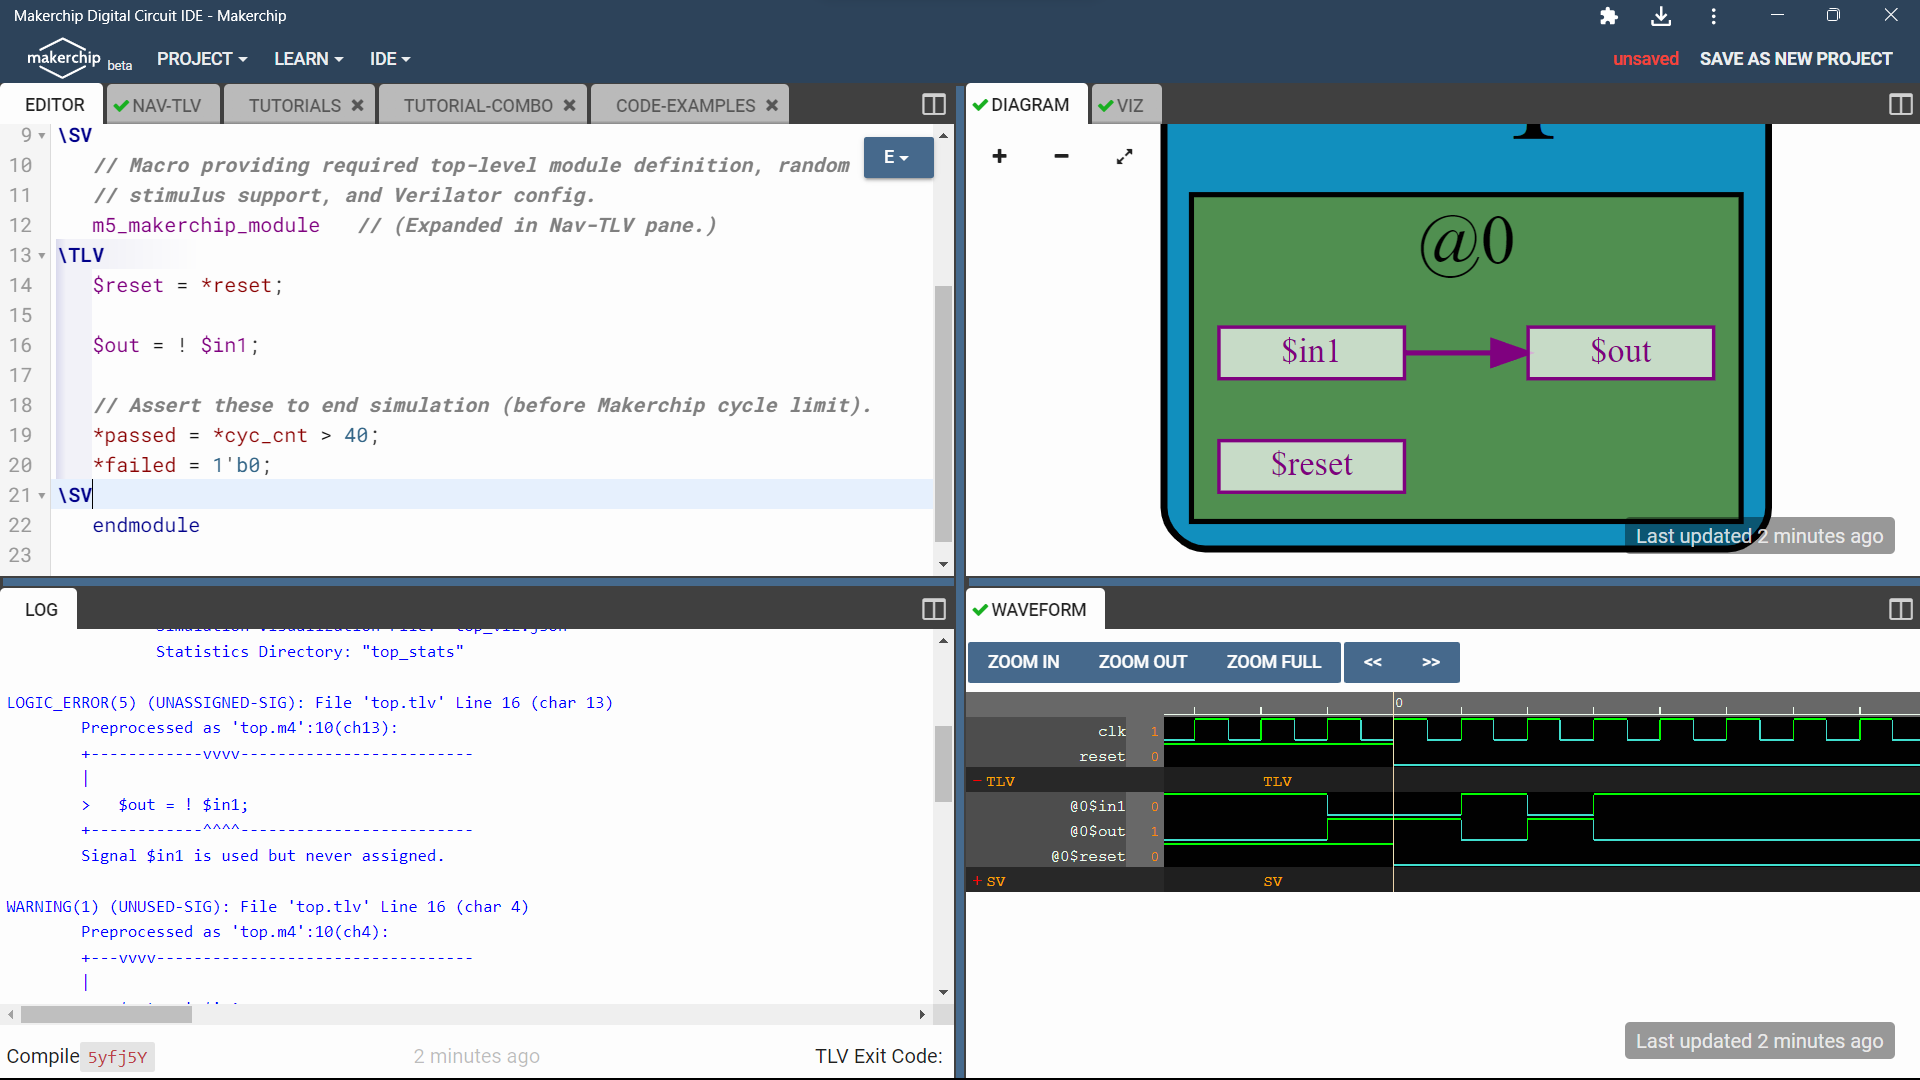 Makerchip Digital Circuit IDE - Makerchip
makerchip beta PROJECT LEARN IDE unsaved SAVE AS NEW PROJECT
EDITOR NAV-TLV TUTORIALS TUTORIAL-COMBO CODE-EXAMPLES
9 \SV
10 // Macro providing required top-level module definition, random
11 // stimulus support, and Verilator config.
12 m5_makerchip_module // (Expanded in Nav-TLV pane.)
13 \TLV
14 $reset = *reset;
15
16 $out = ! $in1;
17
18 // Assert these to end simulation (before Makerchip cycle limit).
19 *passed = *cyc_cnt > 40;
20 *failed = 1'b0;
21 \SV
22 endmodule
23
E
DIAGRAM VIZ
@0
$in1 $out
$reset
Last updated 2 minutes ago
LOG
Statistics Directory: "top_stats"
LOGIC_ERROR(5) (UNASSIGNED-SIG): File 'top.tlv' Line 16 (char 13)
Preprocessed as 'top.m4':10(ch13):
+------------vvvv-------------------------
|
> $out = ! $in1;
+------------^^^^-------------------------
Signal $in1 is used but never assigned.
WARNING(1) (UNUSED-SIG): File 'top.tlv' Line 16 (char 4)
Preprocessed as 'top.m4':10(ch4):
+---vvvv----------------------------------
|
Compile 5yfj5Y 2 minutes ago TLV Exit Code:
WAVEFORM
ZOOM IN ZOOM OUT ZOOM FULL << >>
0
clk 1
reset 0
- TLV TLV
@0$in1 0
@0$out 1
@0$reset 0
+ SV SV
Last updated 2 minutes ago